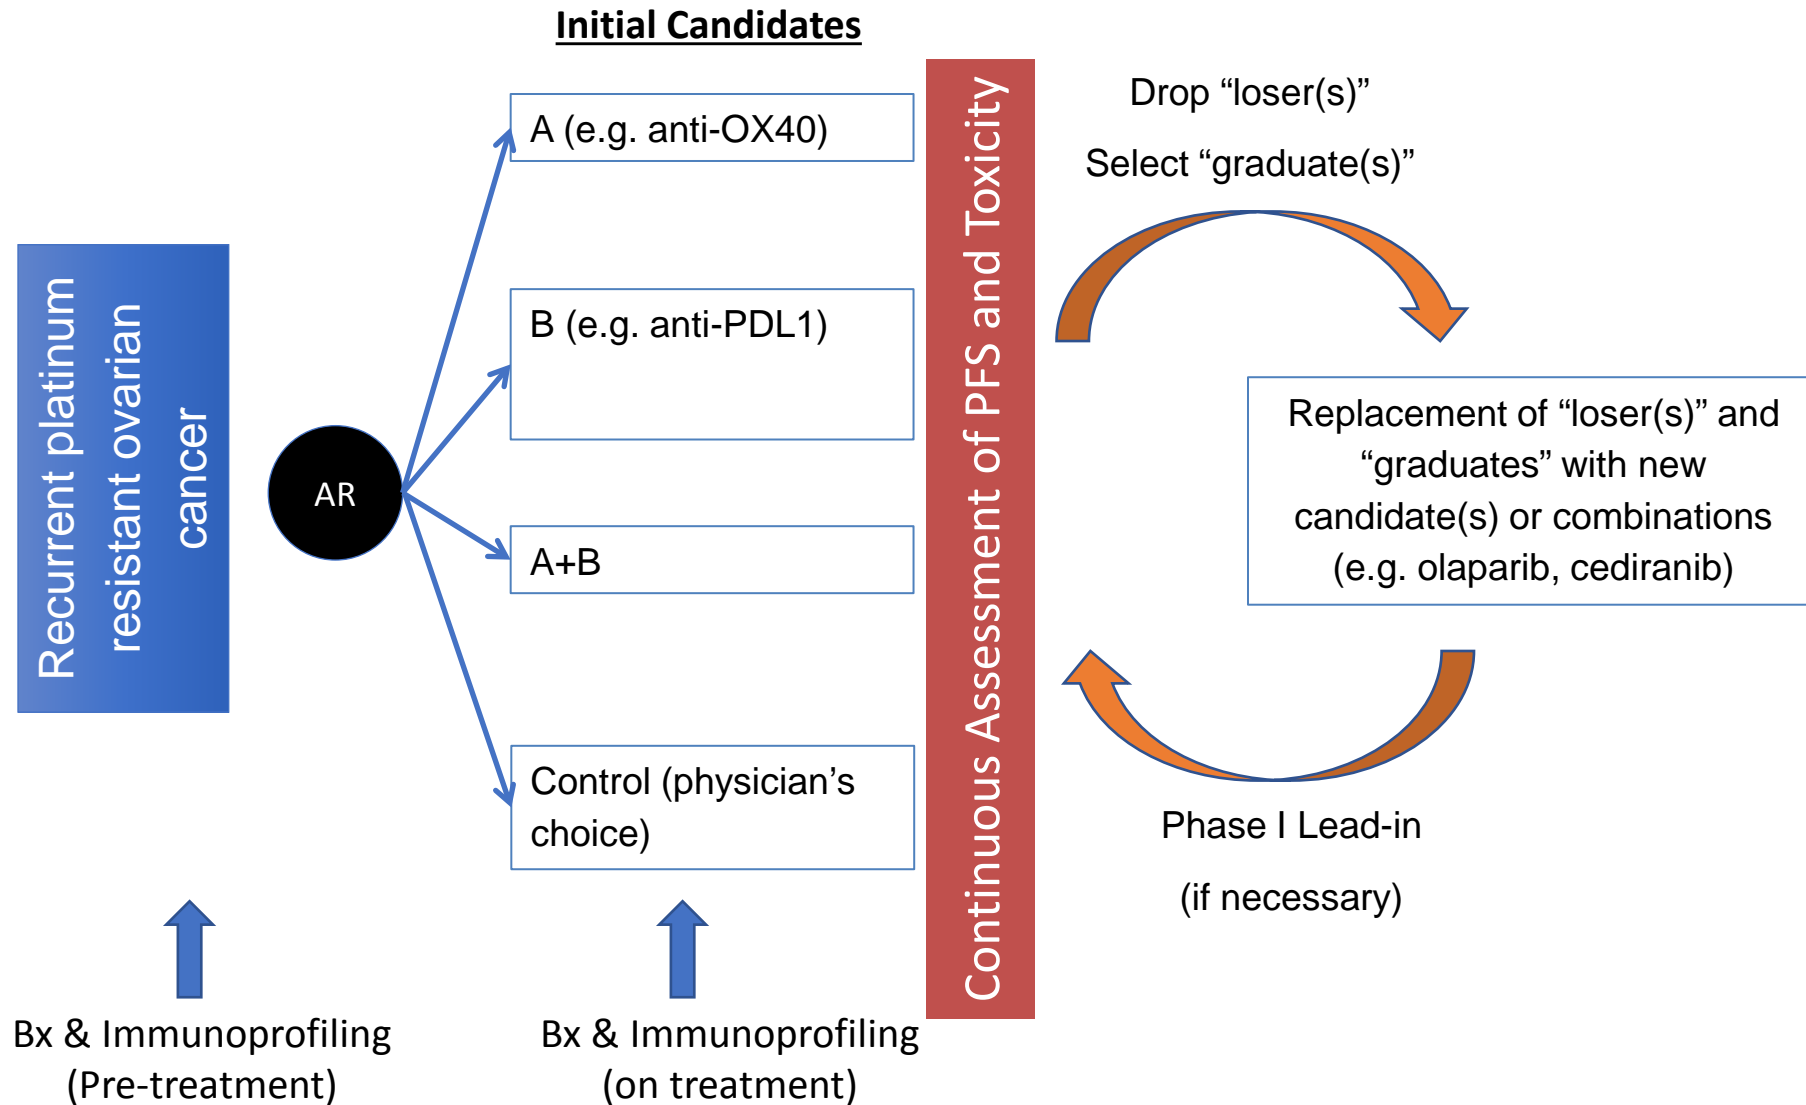 Initial Candidates
Recurrent platinum
resistant ovarian
cancer
AR
A (e.g. anti-OX40)
B (e.g. anti-PDL1)
A+B
Control (physician’s
choice)
Continuous Assessment of PFS and Toxicity
Drop “loser(s)”
Select “graduate(s)”
Replacement of “loser(s)” and
“graduates” with new
candidate(s) or combinations
(e.g. olaparib, cediranib)
Phase I Lead-in
(if necessary)
Bx & Immunoprofiling
(Pre-treatment)
Bx & Immunoprofiling
(on treatment)